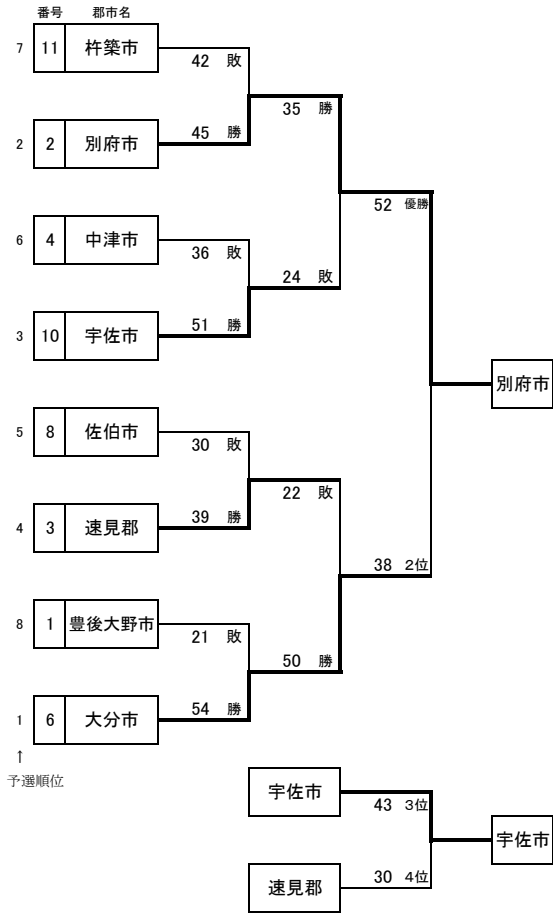 番号 郡市名
7 11 杵築市
42 敗
35 勝
2 2 別府市
45 勝
52 優勝
6 4 中津市
36 敗
24 敗
3 10 宇佐市
51 勝
別府市
5 8 佐伯市
30 敗
22 敗
4 3 速見郡
39 勝
38 2位
8 1 豊後大野市
21 敗
50 勝
1 6 大分市
54 勝
↑
予選順位
宇佐市
43 3位
宇佐市
速見郡
30 4位